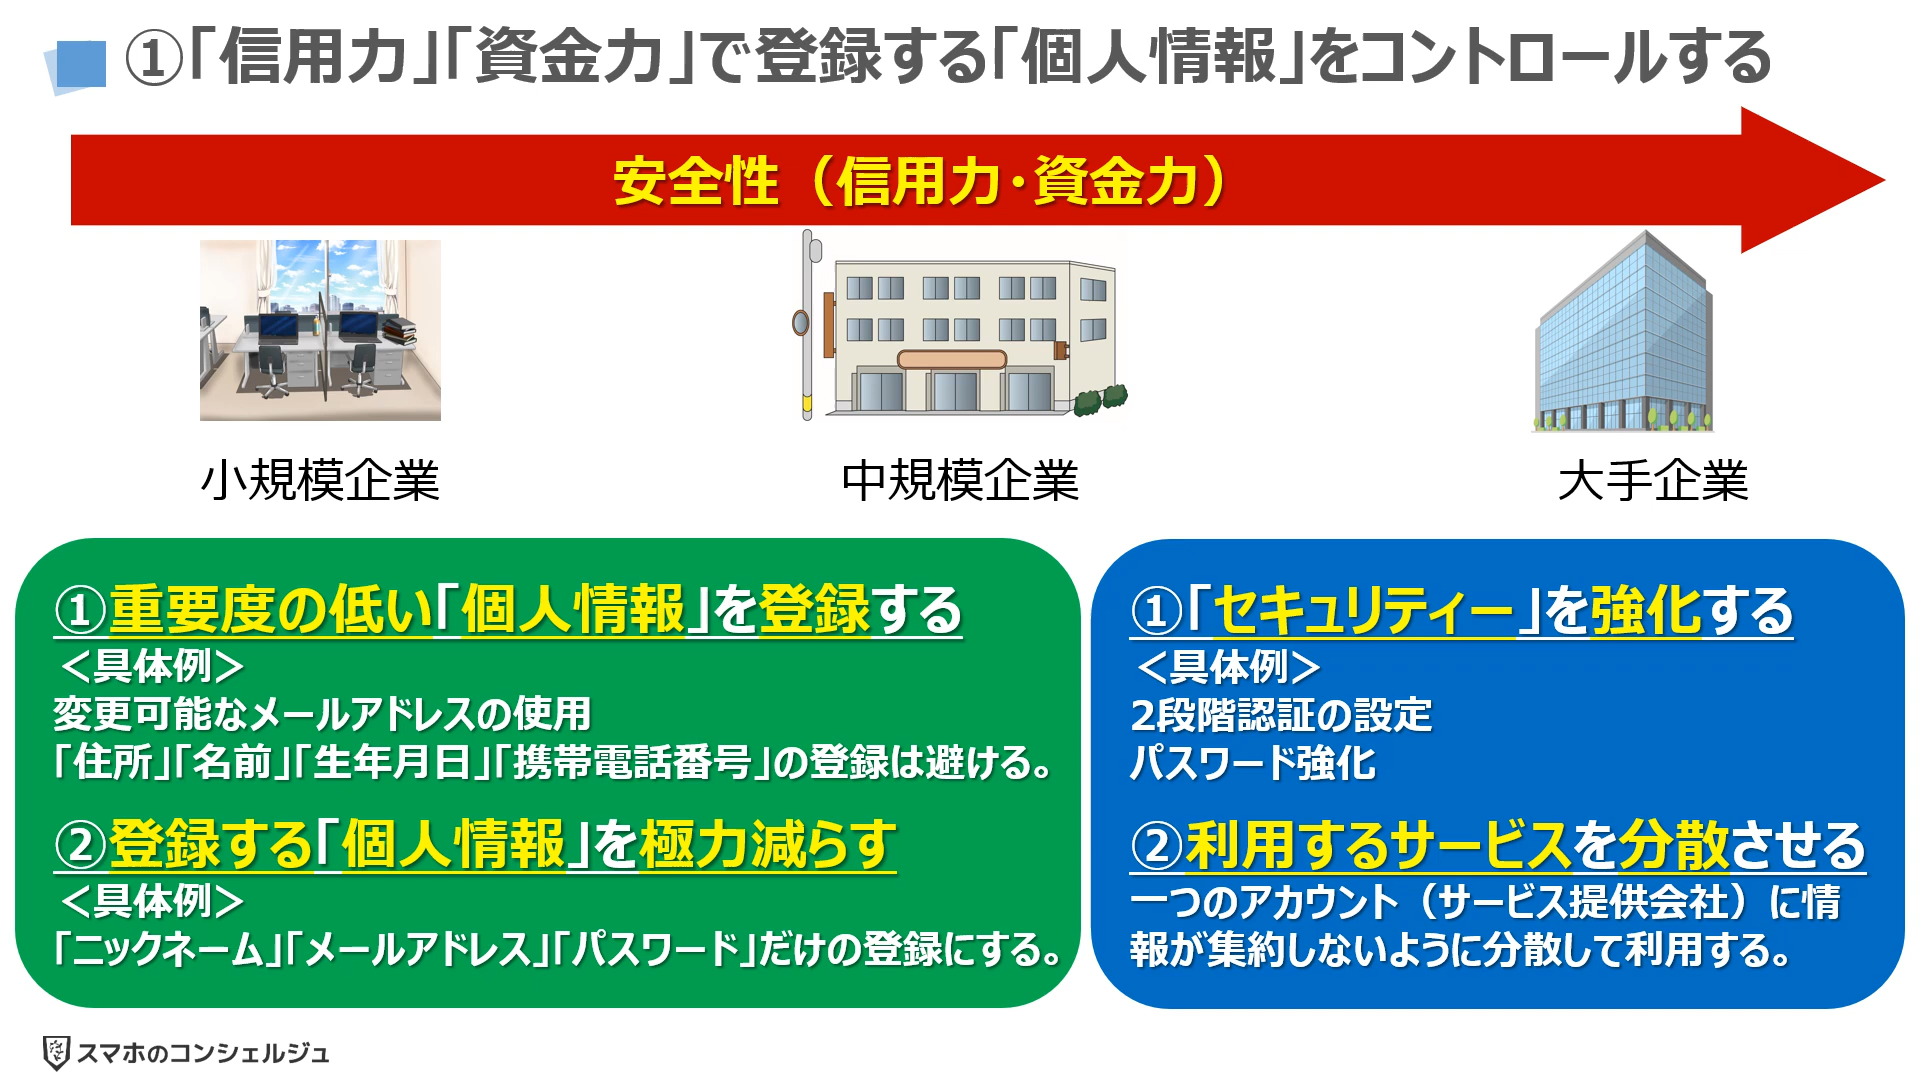 ①「信用力」「資金力」で登録する「個人情報」をコントロールする
安全性（信用力・資金力）
小規模企業
中規模企業
大手企業
①重要度の低い「個人情報」を登録する
＜具体例＞
変更可能なメールアドレスの使用
「住所」「名前」「生年月日」「携帯電話番号」の登録は避ける。
②登録する「個人情報」を極力減らす
＜具体例＞
「ニックネーム」「メールアドレス」「パスワード」だけの登録にする。
①「セキュリティー」を強化する
＜具体例＞
2段階認証の設定
パスワード強化
②利用するサービスを分散させる
一つのアカウント（サービス提供会社）に情
報が集約しないように分散して利用する。
スマホのコンシェルジュ